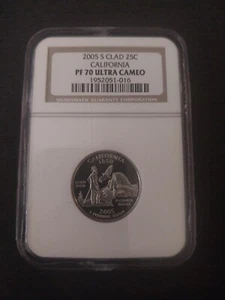 2005 S CLAD 25C
CALIFORNIA
PF 70 ULTRA CAMEO
1952051-016
CALIFORNIA
1850
2005